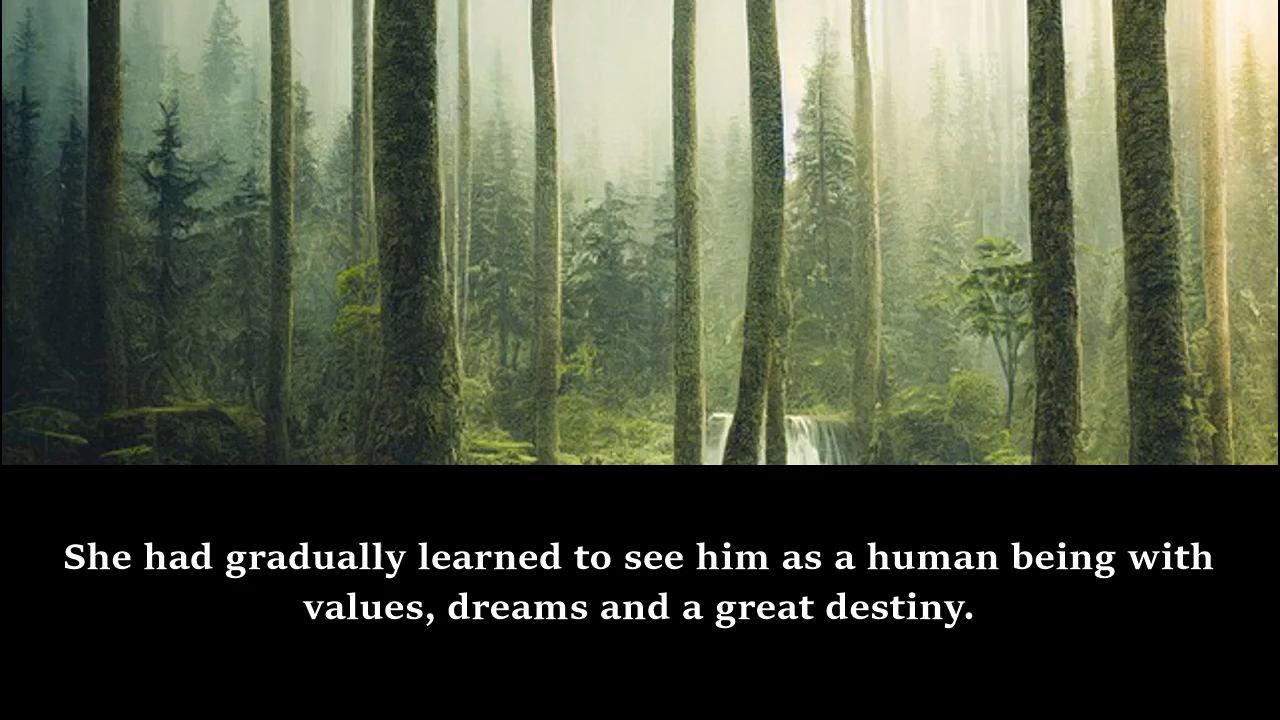 She had gradually learned to see him as a human being with
values, dreams and a great destiny.